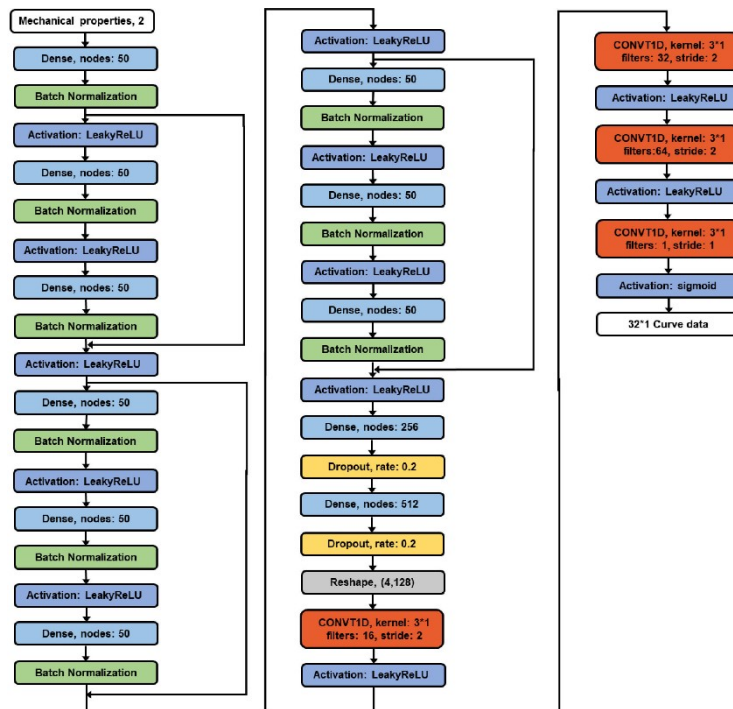 Mechanical properties, 2
Dense, nodes: 50
Batch Normalization
Activation: LeakyReLU
Dense, nodes: 50
Batch Normalization
Activation: LeakyReLU
Dense, nodes: 50
Batch Normalization
Activation: LeakyReLU
Dense, nodes: 50
Batch Normalization
Activation: LeakyReLU
Dense, nodes: 50
Batch Normalization
Activation: LeakyReLU
Dense, nodes: 50
Batch Normalization
Activation: LeakyReLU
Dense, nodes: 50
Batch Normalization
Activation: LeakyReLU
Dense, nodes: 50
Batch Normalization
Activation: LeakyReLU
Dense, nodes: 50
Batch Normalization
Activation: LeakyReLU
Dense, nodes: 256
Dropout, rate: 0.2
Dense, nodes: 512
Dropout, rate: 0.2
Reshape, (4,128)
CONVT1D, kernel: 3*1
filters: 16, stride: 2
Activation: LeakyReLU
CONVT1D, kernel: 3*1
filters: 32, stride: 2
Activation: LeakyReLU
CONVT1D, kernel: 3*1
filters:64, stride: 2
Activation: LeakyReLU
CONVT1D, kernel: 3*1
filters: 1, stride: 1
Activation: sigmoid
32*1 Curve data